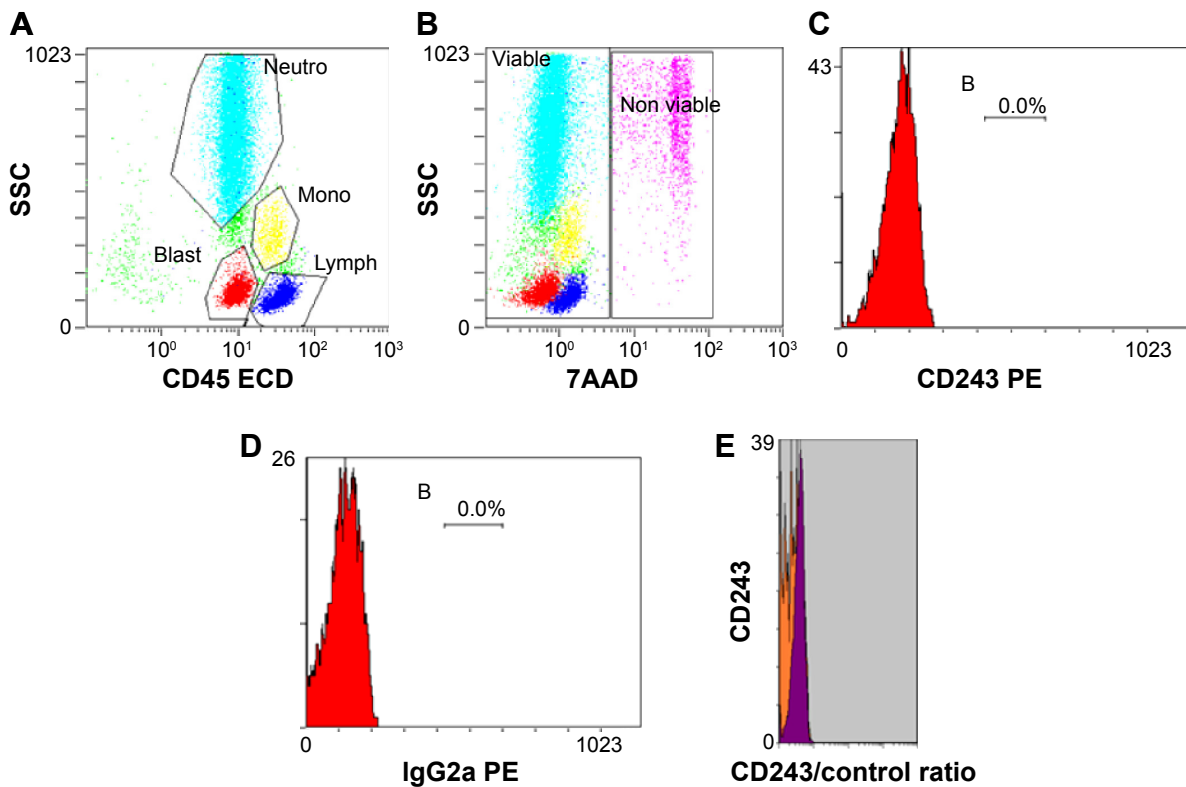 A
1023
SSC
0
Neutro
Mono
Blast
Lymph
10⁰ 10¹ 10² 10³
CD45 ECD
B
1023
SSC
0
Viable
Non viable
10⁰ 10¹ 10² 10³
7AAD
C
43
B
0.0%
0 1023
CD243 PE
D
26
B
0.0%
0 1023
IgG2a PE
E
39
CD243
0
CD243/control ratio